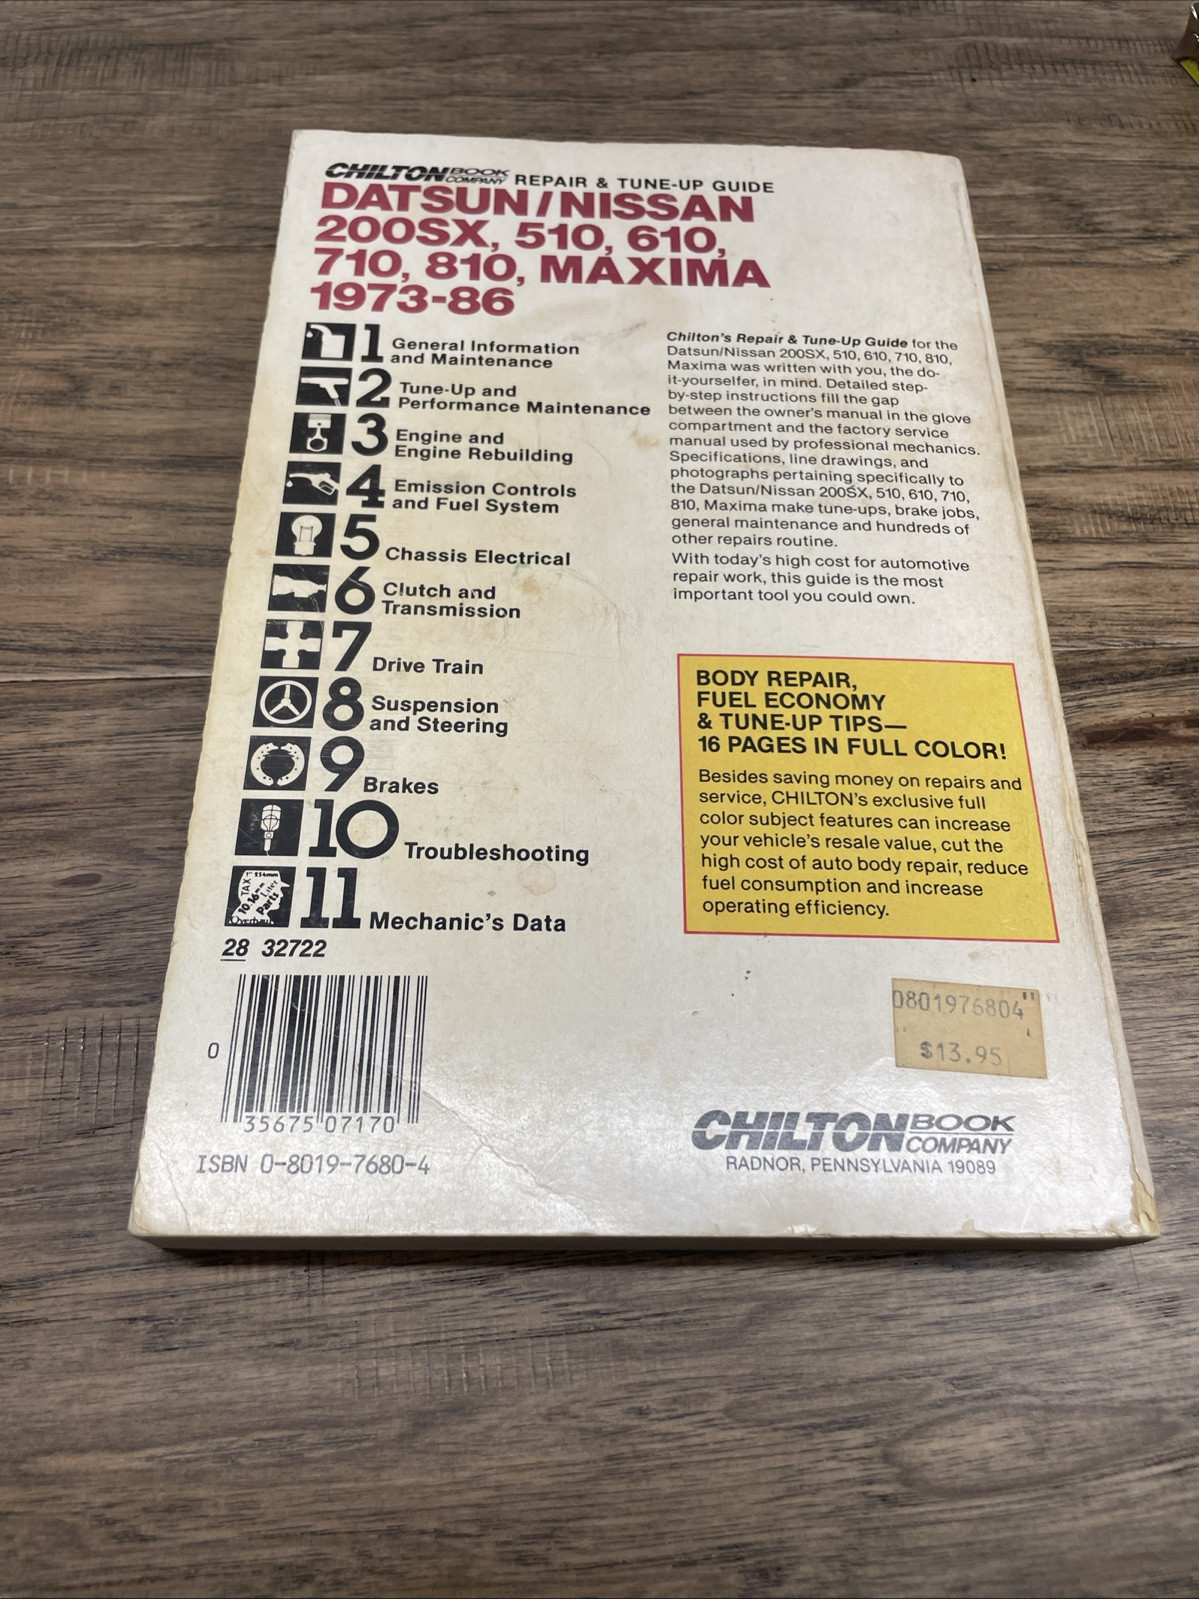 CHILTON BOOK COMPANY REPAIR & TUNE-UP GUIDE
DATSUN/NISSAN
200SX, 510, 610,
710, 810, MAXIMA
1973-86
1 General Information
and Maintenance
2 Tune-Up and
Performance Maintenance
3 Engine and
Engine Rebuilding
4 Emission Controls
and Fuel System
5 Chassis Electrical
6 Clutch and
Transmission
7 Drive Train
8 Suspension
and Steering
9 Brakes
10 Troubleshooting
TAX
254mm
10.16mm
Liter
Parts
Overhaul
11 Mechanic's Data
28 32722
0
35675 07170
ISBN 0-8019-7680-4
Chilton's Repair & Tune-Up Guide for the
Datsun/Nissan 200SX, 510, 610, 710, 810,
Maxima was written with you, the do-
it-yourselfer, in mind. Detailed step-
by-step instructions fill the gap
between the owner's manual in the glove
compartment and the factory service
manual used by professional mechanics.
Specifications, line drawings, and
photographs pertaining specifically to
the Datsun/Nissan 200SX, 510, 610, 710,
810, Maxima make tune-ups, brake jobs,
general maintenance and hundreds of
other repairs routine.
With today's high cost for automotive
repair work, this guide is the most
important tool you could own.
BODY REPAIR,
FUEL ECONOMY
& TUNE-UP TIPS—
16 PAGES IN FULL COLOR!
Besides saving money on repairs and
service, CHILTON's exclusive full
color subject features can increase
your vehicle's resale value, cut the
high cost of auto body repair, reduce
fuel consumption and increase
operating efficiency.
0801976804"
"
$13.95
CHILTON BOOK COMPANY
RADNOR, PENNSYLVANIA 19089